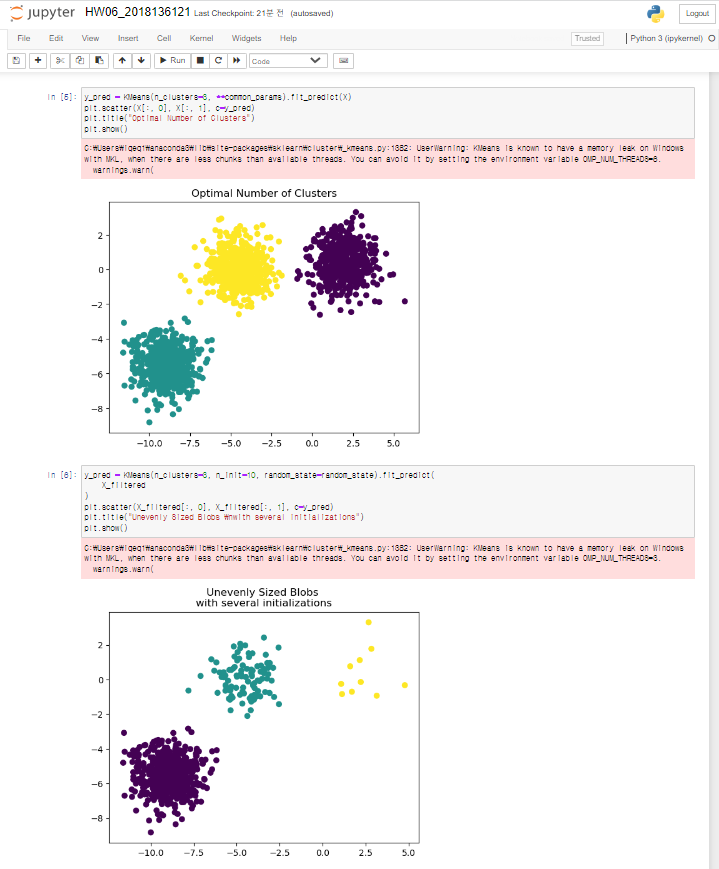 jupyter HW06_2018136121 Last Checkpoint: 21분 전 (autosaved)
Logout
File Edit View Insert Cell Kernel Widgets Help
Trusted Python 3 (ipykernel)
Run Code
In [5]: y_pred = KMeans(n_clusters=3, **common_params).fit_predict(X)
plt.scatter(X[:, 0], X[:, 1], c=y_pred)
plt.title("Optimal Number of Clusters")
plt.show()
C:₩Users₩lgeq1₩anaconda3₩lib₩site-packages₩sklearn₩cluster₩_kmeans.py:1382: UserWarning: KMeans is known to have a memory leak on Windows
with MKL, when there are less chunks than available threads. You can avoid it by setting the environment variable OMP_NUM_THREADS=6.
warnings.warn(
Optimal Number of Clusters
2
0
−2
−4
−6
−8
−10.0 −7.5 −5.0 −2.5 0.0 2.5 5.0
In [6]: y_pred = KMeans(n_clusters=3, n_init=10, random_state=random_state).fit_predict(
X_filtered
)
plt.scatter(X_filtered[:, 0], X_filtered[:, 1], c=y_pred)
plt.title("Unevenly Sized Blobs ₩nwith several initializations")
plt.show()
C:₩Users₩lgeq1₩anaconda3₩lib₩site-packages₩sklearn₩cluster₩_kmeans.py:1382: UserWarning: KMeans is known to have a memory leak on Windows
with MKL, when there are less chunks than available threads. You can avoid it by setting the environment variable OMP_NUM_THREADS=3.
warnings.warn(
Unevenly Sized Blobs
with several initializations
2
0
−2
−4
−6
−8
−10.0 −7.5 −5.0 −2.5 0.0 2.5 5.0